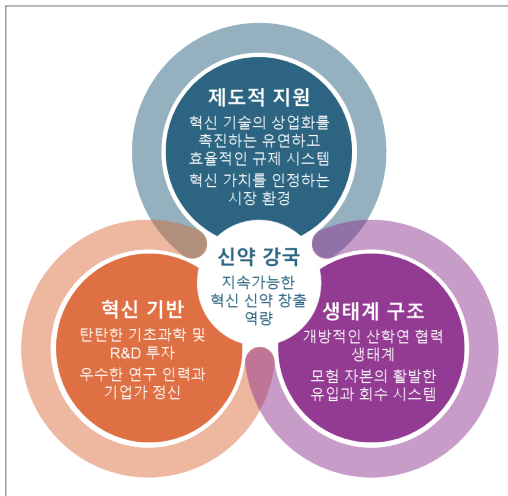 제도적 지원
혁신 기술의 상업화를
촉진하는 유연하고
효율적인 규제 시스템
혁신 가치를 인정하는
시장 환경
신약 강국
지속가능한
혁신 신약 창출
역량
혁신 기반
탄탄한 기초과학 및
R&D 투자
우수한 연구 인력과
기업가 정신
생태계 구조
개방적인 산학연 협력
생태계
모험 자본의 활발한
유입과 회수 시스템